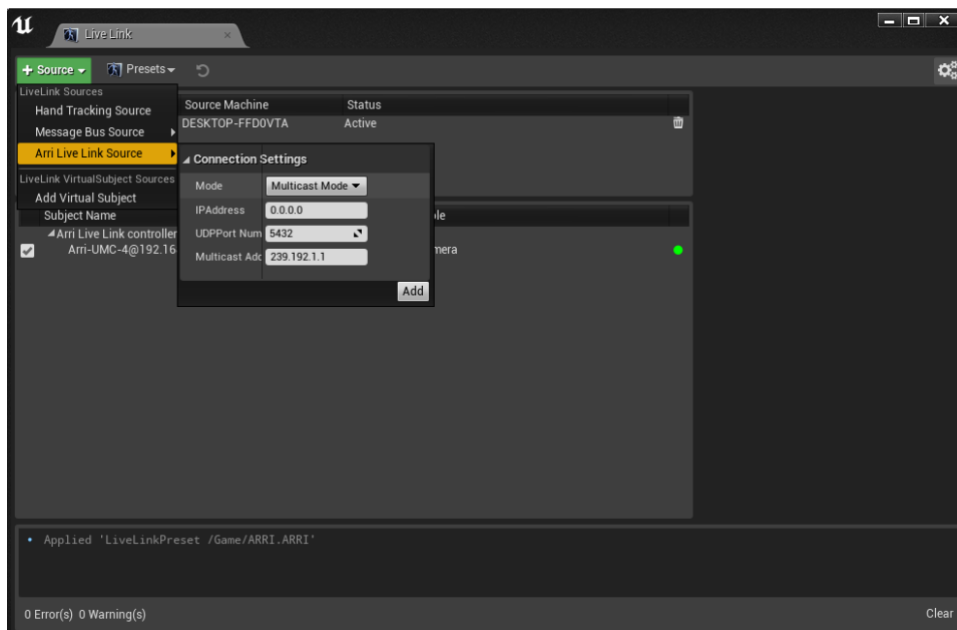 Live Link
+ Source
Presets
LiveLink Sources
Hand Tracking Source
Message Bus Source
Arri Live Link Source
LiveLink VirtualSubject Sources
Add Virtual Subject
Source Machine Status
DESKTOP-FFD0VTA Active
Connection Settings
Mode Multicast Mode
IPAddress 0.0.0.0
UDPPort Num 5432
Multicast Add 239.192.1.1
Add
Subject Name
Arri Live Link controller
Arri-UMC-4@192.16
• Applied 'LiveLinkPreset /Game/ARRI.ARRI'
0 Error(s) 0 Warning(s)
Clear